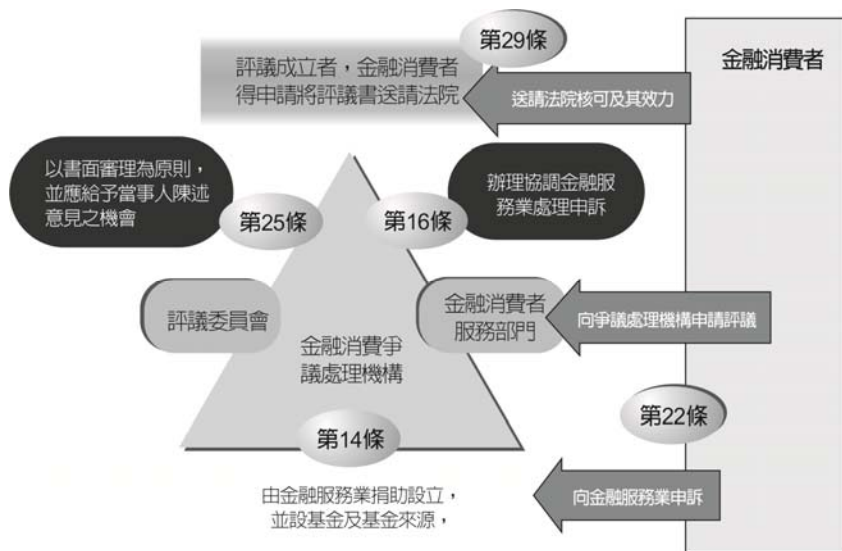 第29條
金融消費者
評議成立者，金融消費者
得申請將評議書送請法院
送請法院核可及其效力
以書面審理為原則，
並應給予當事人陳述
意見之機會
第25條
辦理協調金融服
務業處理申訴
第16條
評議委員會
金融消費者
服務部門
向爭議處理機構申請評議
金融消費爭
議處理機構
第22條
第14條
由金融服務業捐助設立，
並設基金及基金來源，
向金融服務業申訴